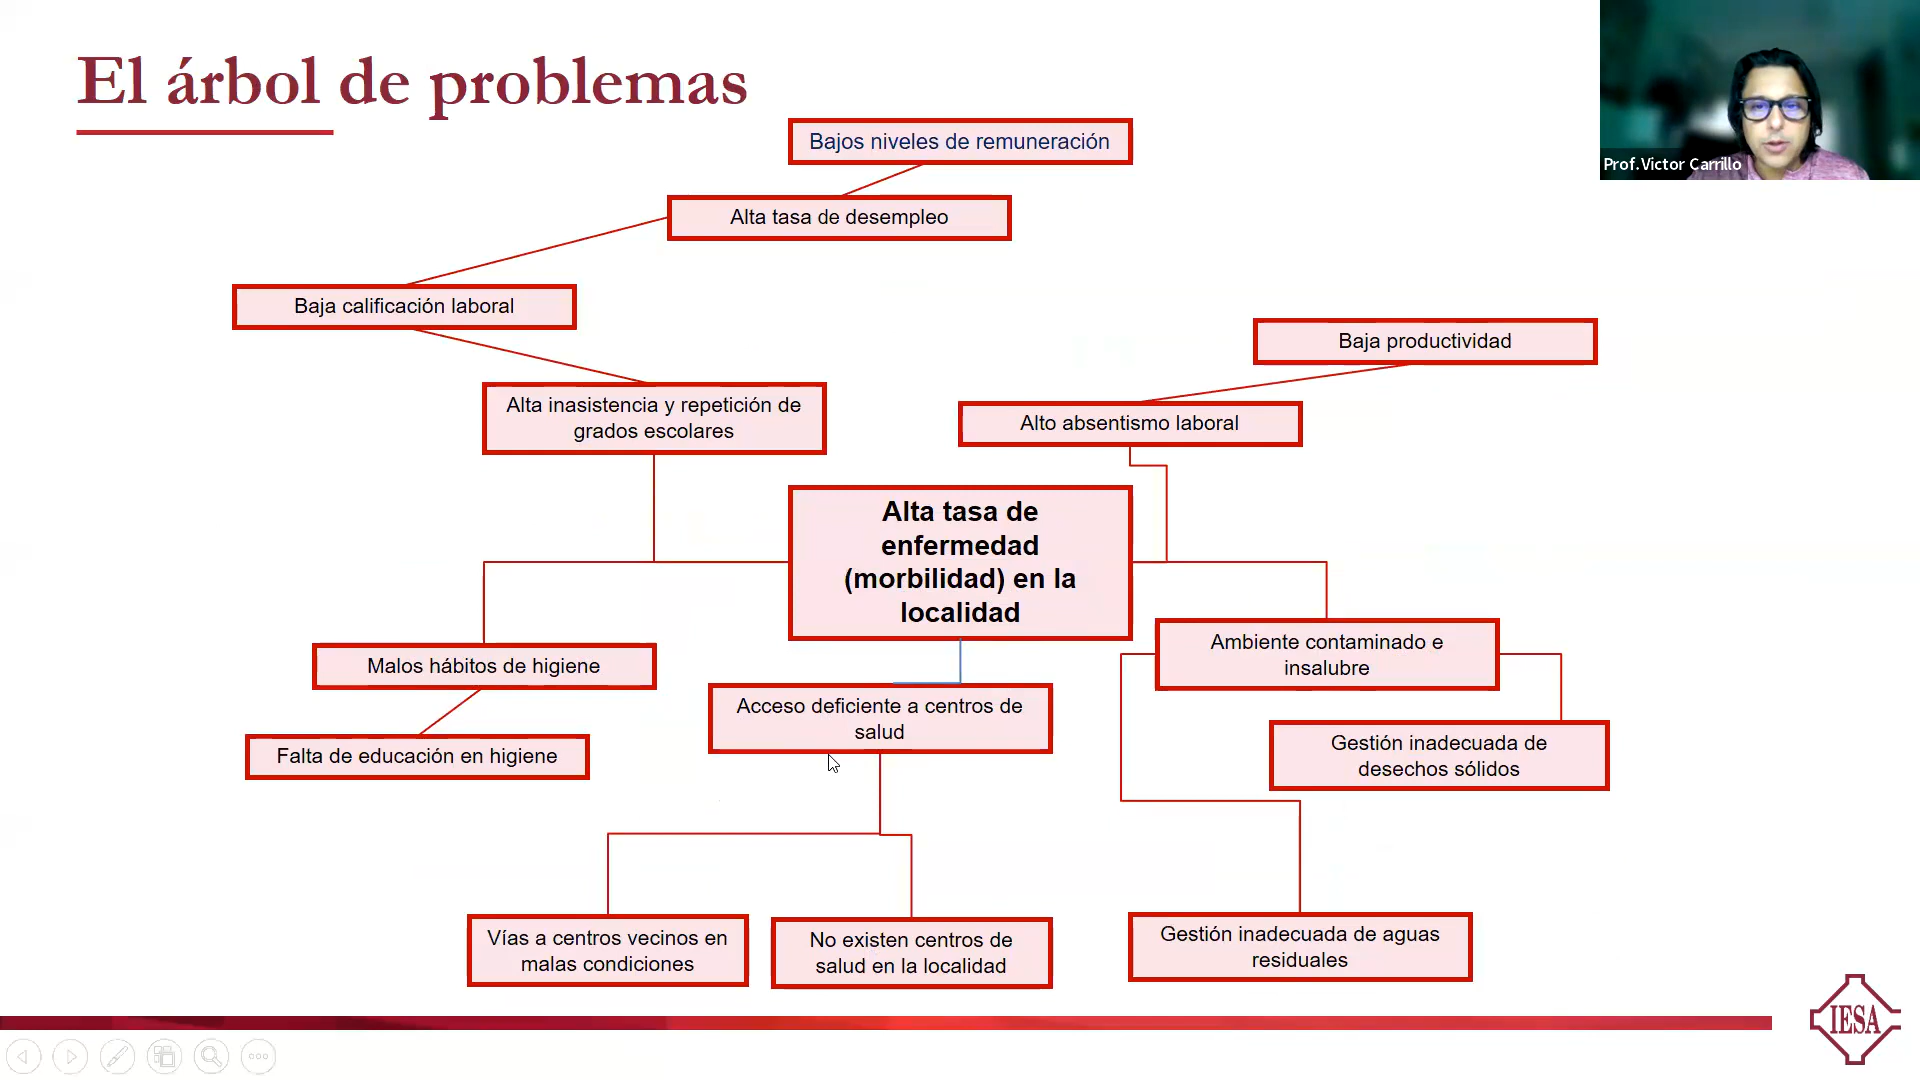 El árbol de problemas
Prof. Victor Carrillo
Bajos niveles de remuneración
Alta tasa de desempleo
Baja calificación laboral
Baja productividad
Alta inasistencia y repetición de
grados escolares
Alto absentismo laboral
Alta tasa de
enfermedad
(morbilidad) en la
localidad
Malos hábitos de higiene
Ambiente contaminado e
insalubre
Acceso deficiente a centros de
salud
Falta de educación en higiene
Gestión inadecuada de
desechos sólidos
Vías a centros vecinos en
malas condiciones
No existen centros de
salud en la localidad
Gestión inadecuada de aguas
residuales
IESA